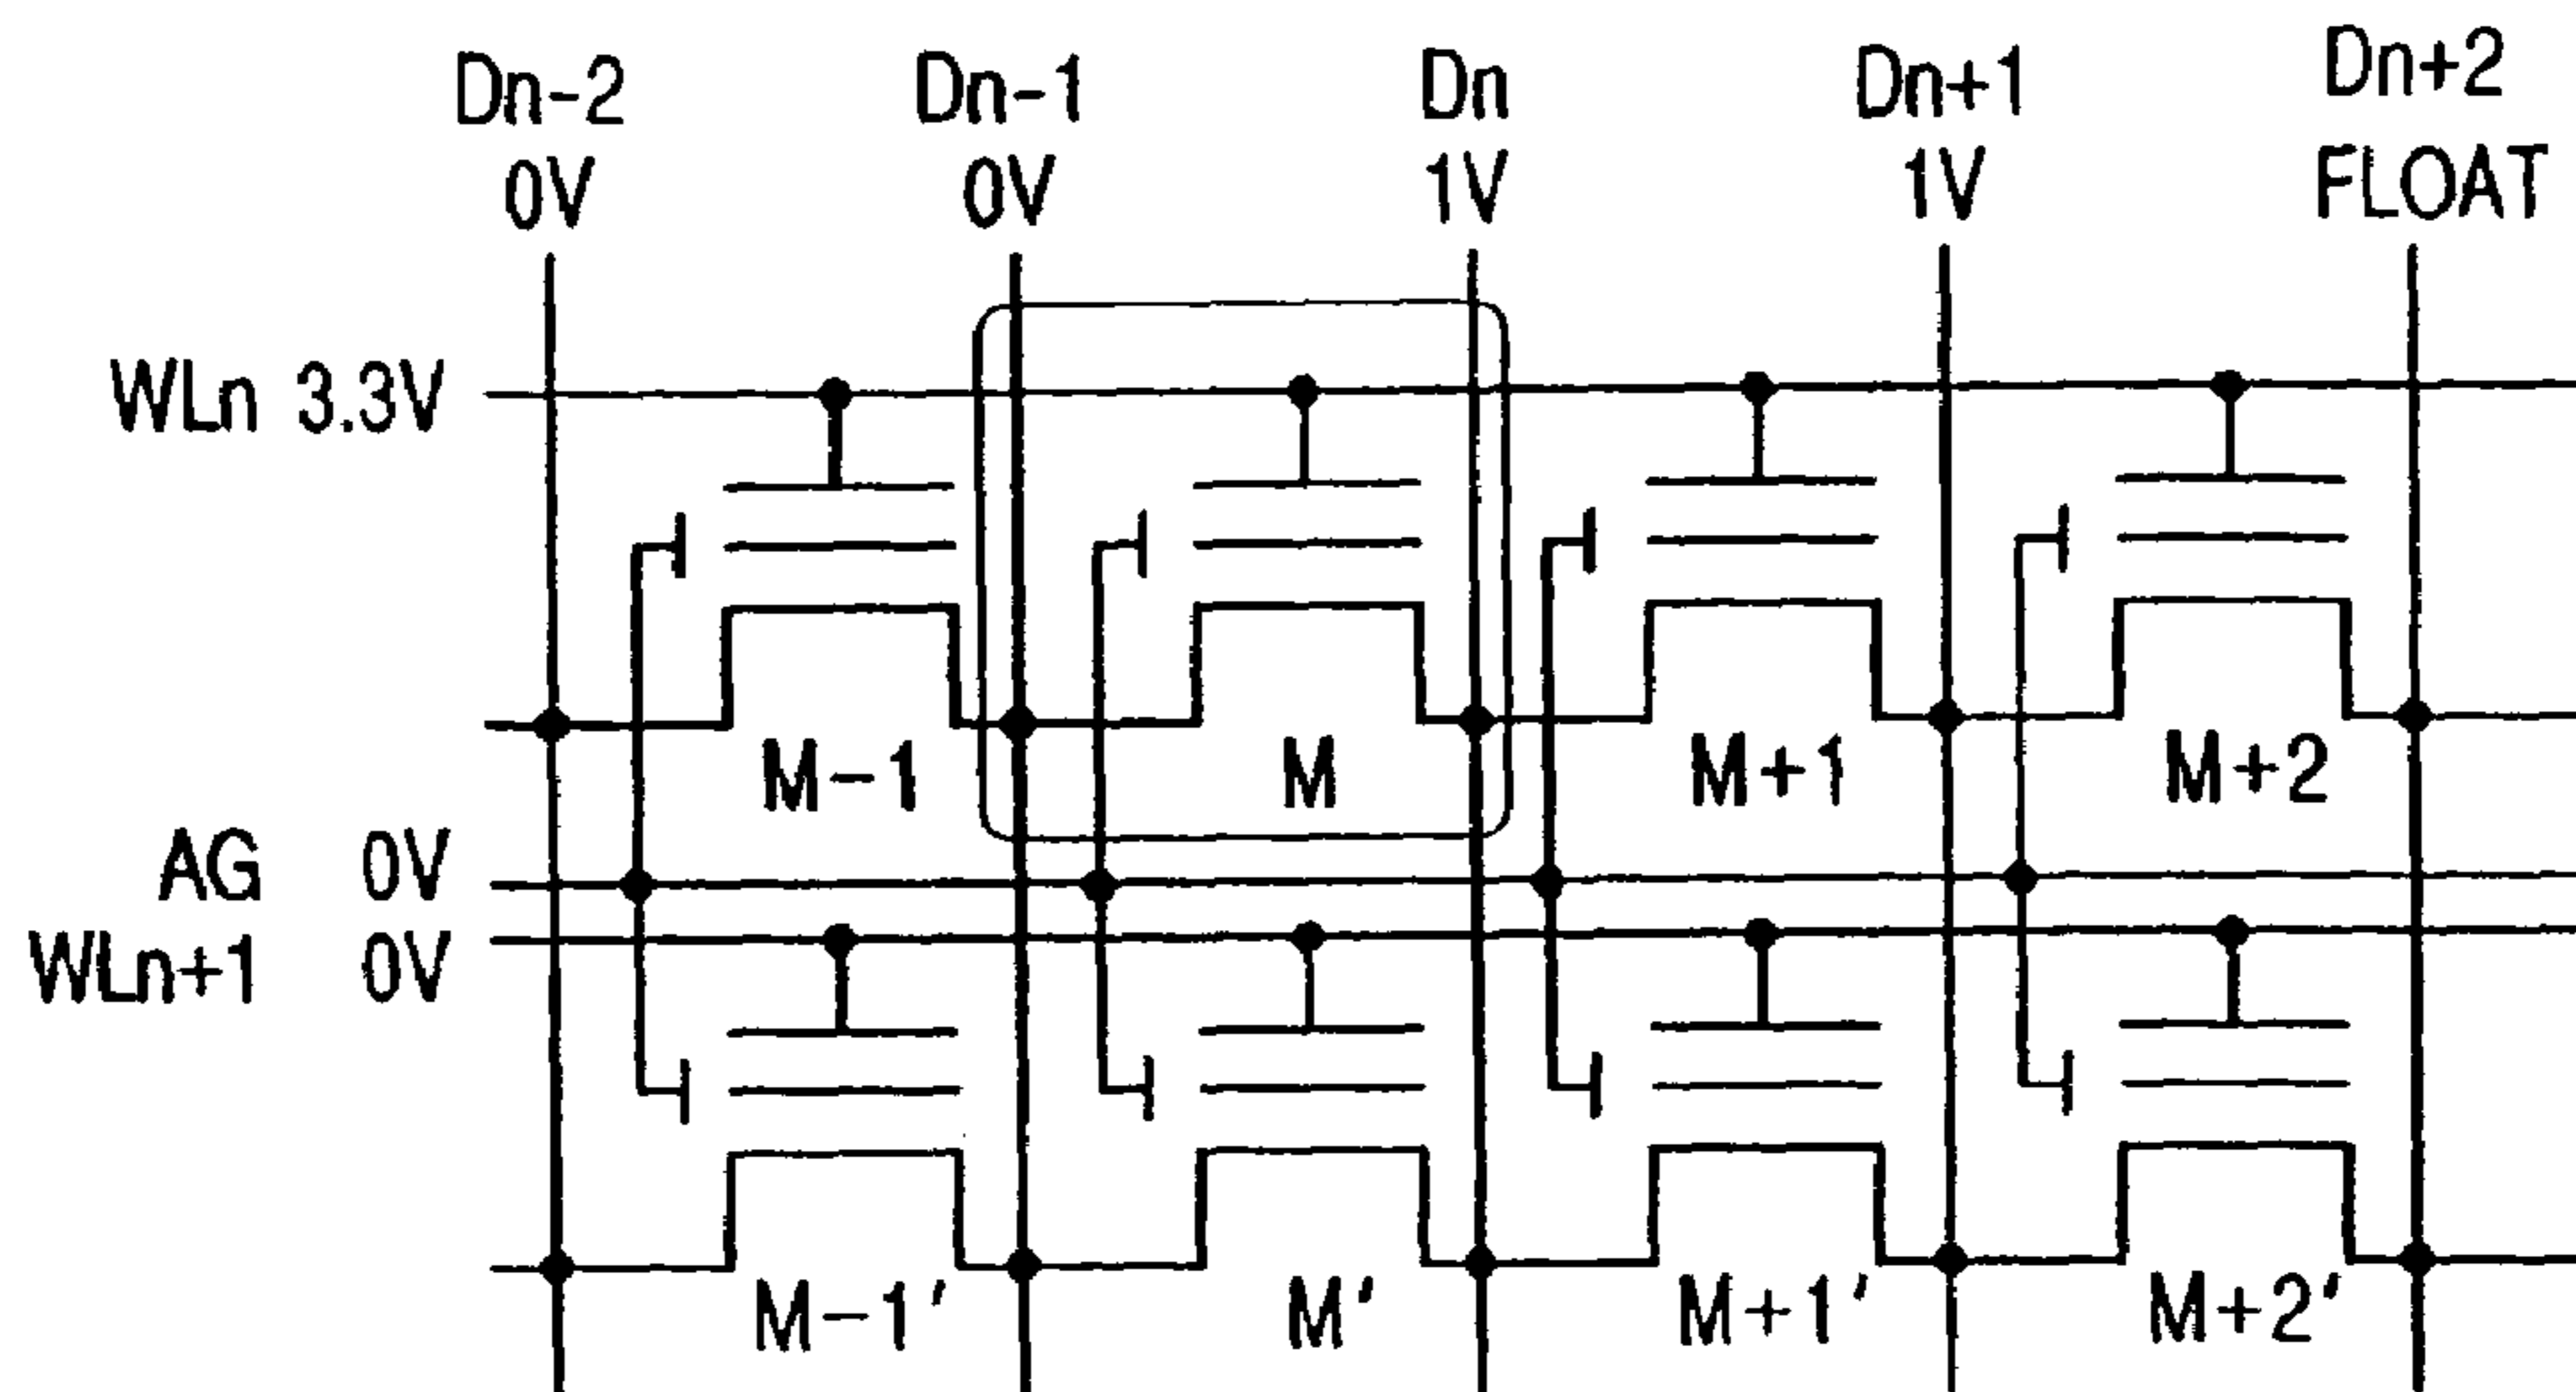 Dn-2 Dn-1 Dn Dn+1 Dn+2
0V 0V 1V 1V FLOAT
WLn 3.3V
M-1 M M+1 M+2
AG 0V
WLn+1 0V
M-1' M' M+1' M+2'